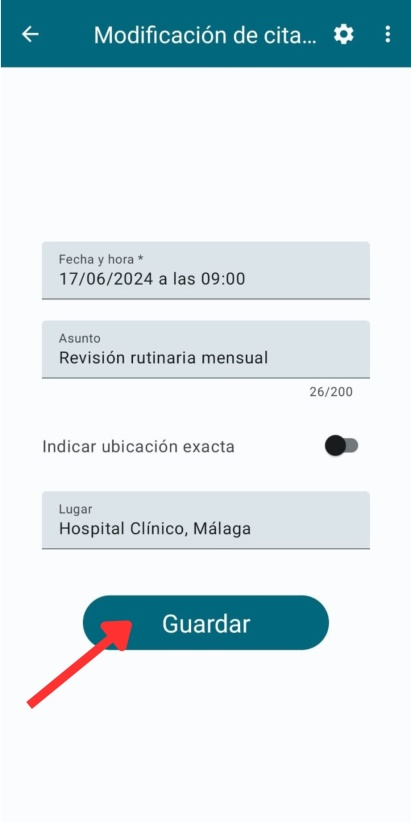 Modificación de cita...
Fecha y hora *
17/06/2024 a las 09:00
Asunto
Revisión rutinaria mensual
26/200
Indicar ubicación exacta
Lugar
Hospital Clínico, Málaga
Guardar